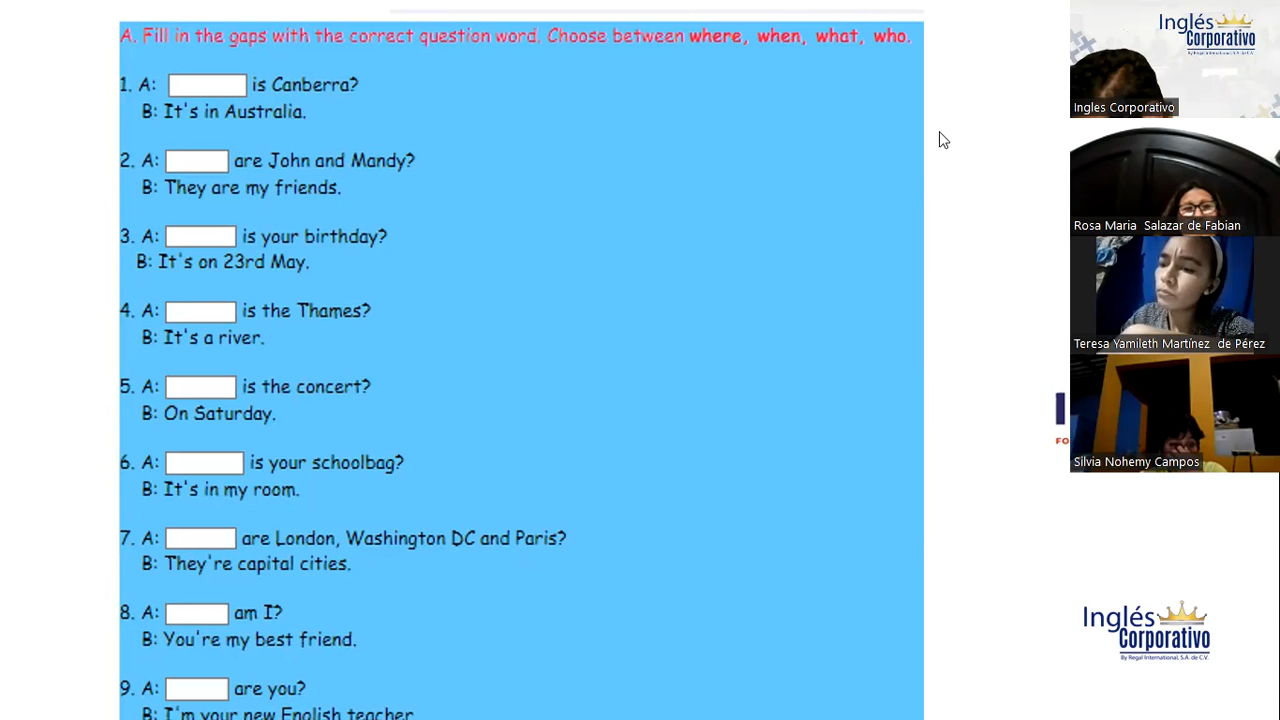 A. Fill in the gaps with the correct question word. Choose between where, when, what, who.
1. A: is Canberra?
B: It's in Australia.
2. A: are John and Mandy?
B: They are my friends.
3. A: is your birthday?
B: It's on 23rd May.
4. A: is the Thames?
B: It's a river.
5. A: is the concert?
B: On Saturday.
6. A: is your schoolbag?
B: It's in my room.
7. A: are London, Washington DC and Paris?
B: They're capital cities.
8. A: am I?
B: You're my best friend.
9. A: are you?
B: I'm your new English teacher
Inglés
Corporativo
Ingles Corporativo
Rosa Maria Salazar de Fabian
Teresa Yamileth Martínez de Pérez
FO
Silvia Nohemy Campos
Inglés
Corporativo
By Regal International, S.A. de C.V.